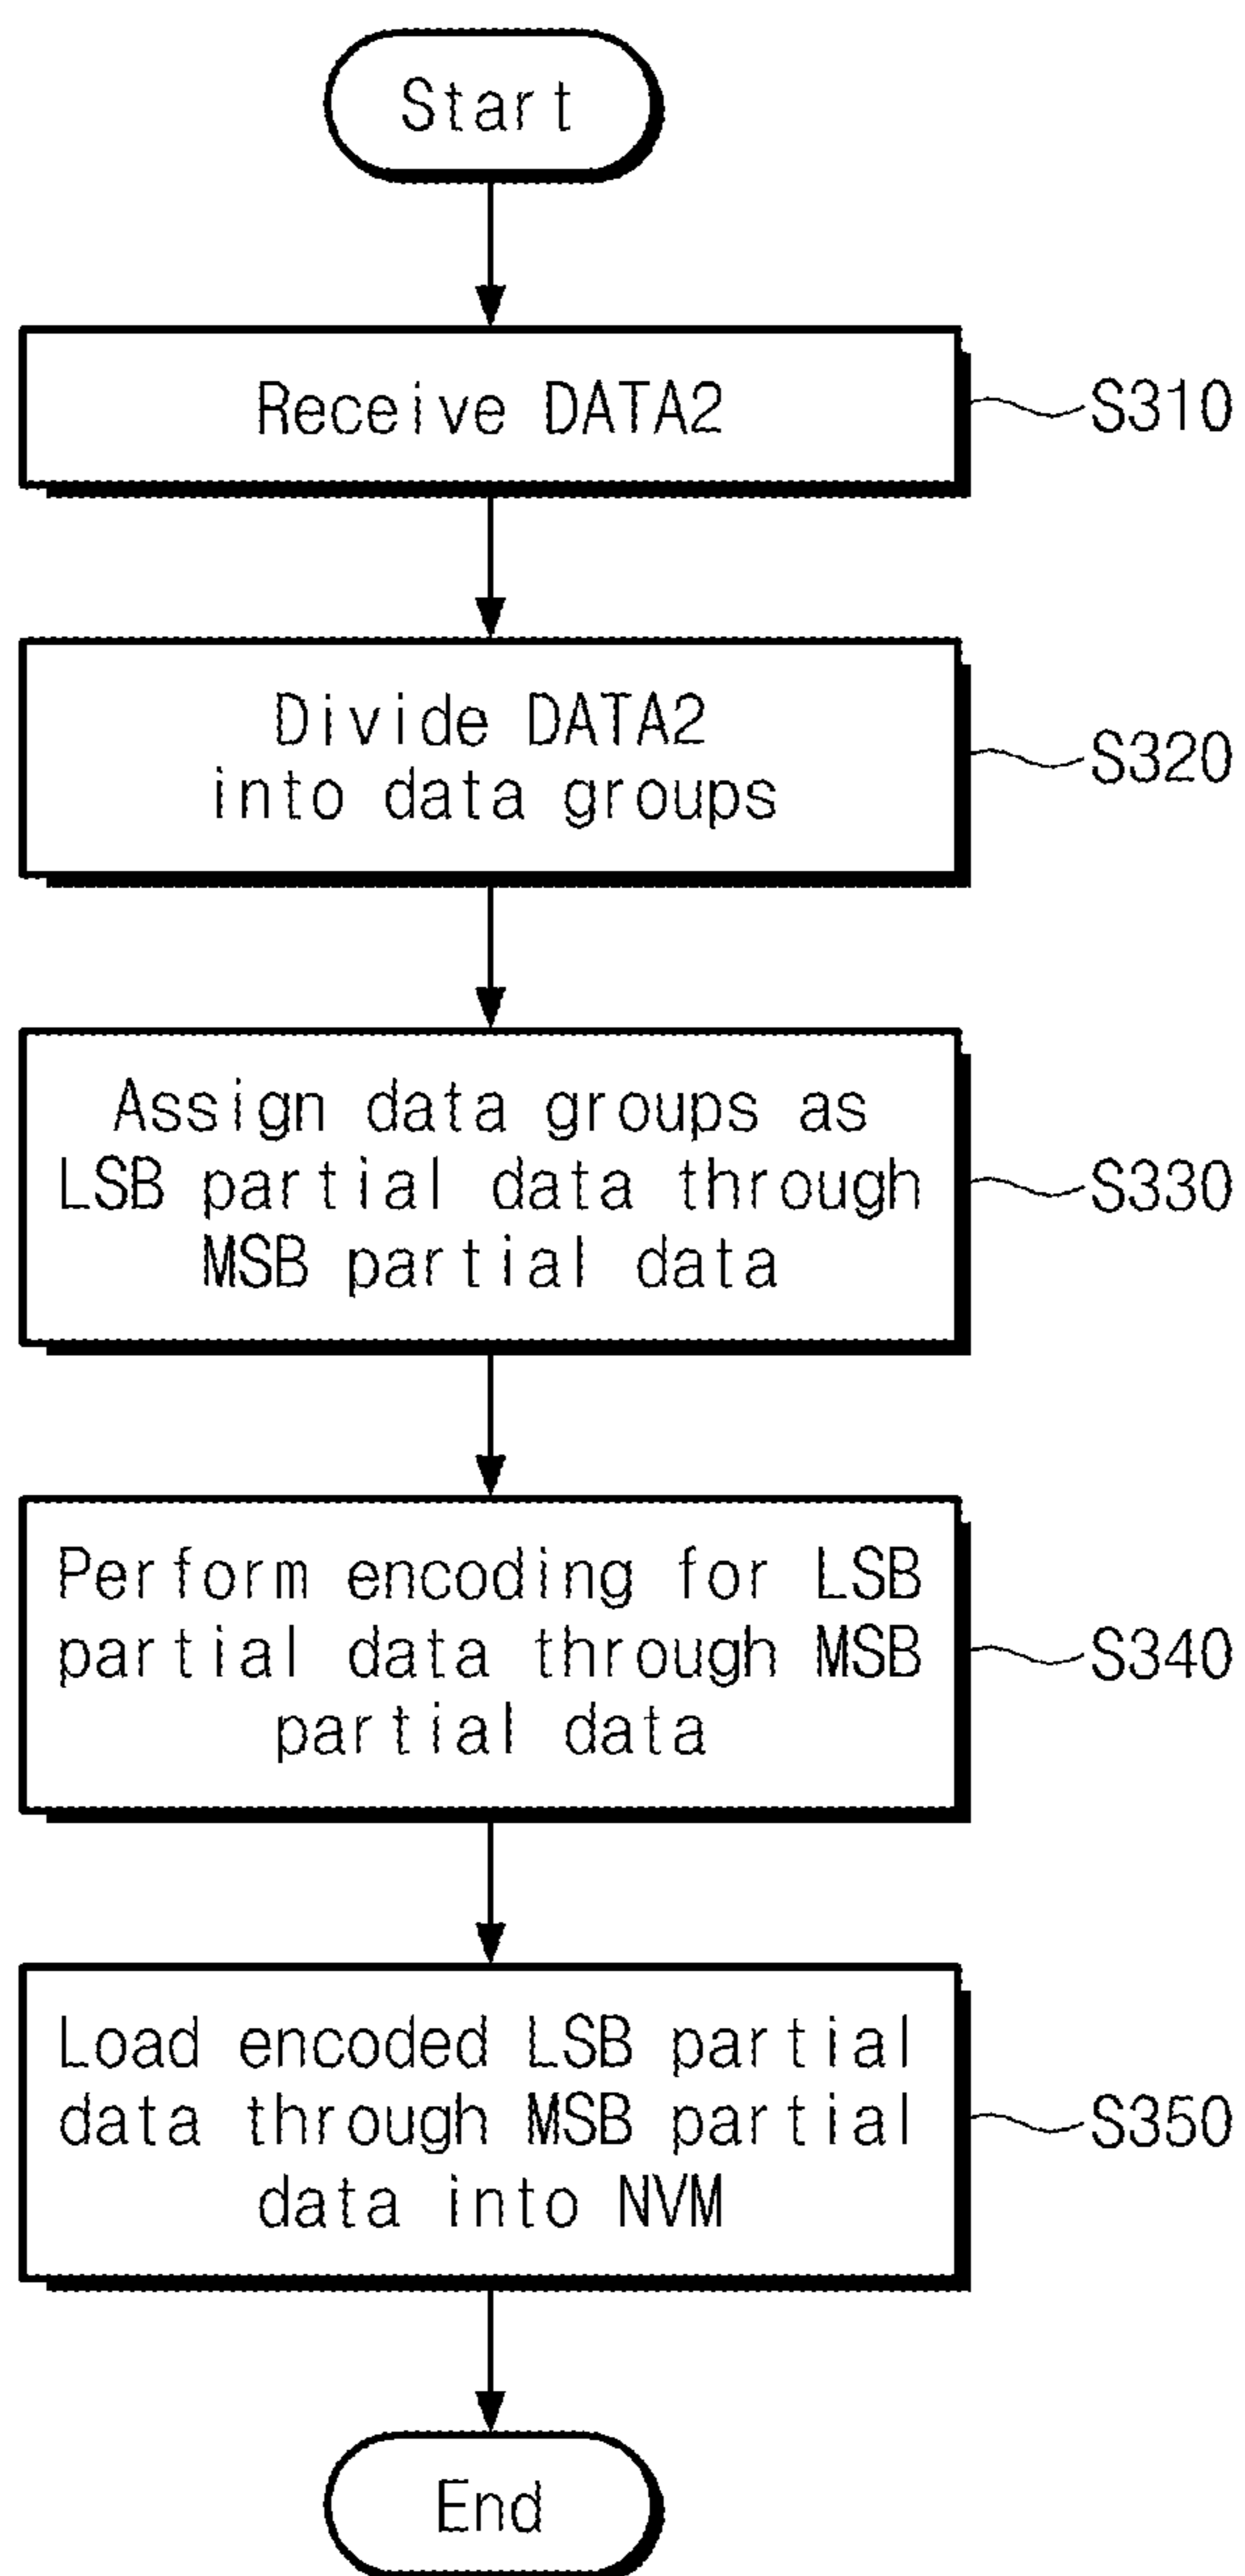 Start
Receive DATA2
S310
Divide DATA2
into data groups
S320
Assign data groups as
LSB partial data through
MSB partial data
S330
Perform encoding for LSB
partial data through MSB
partial data
S340
Load encoded LSB partial
data through MSB partial
data into NVM
S350
End